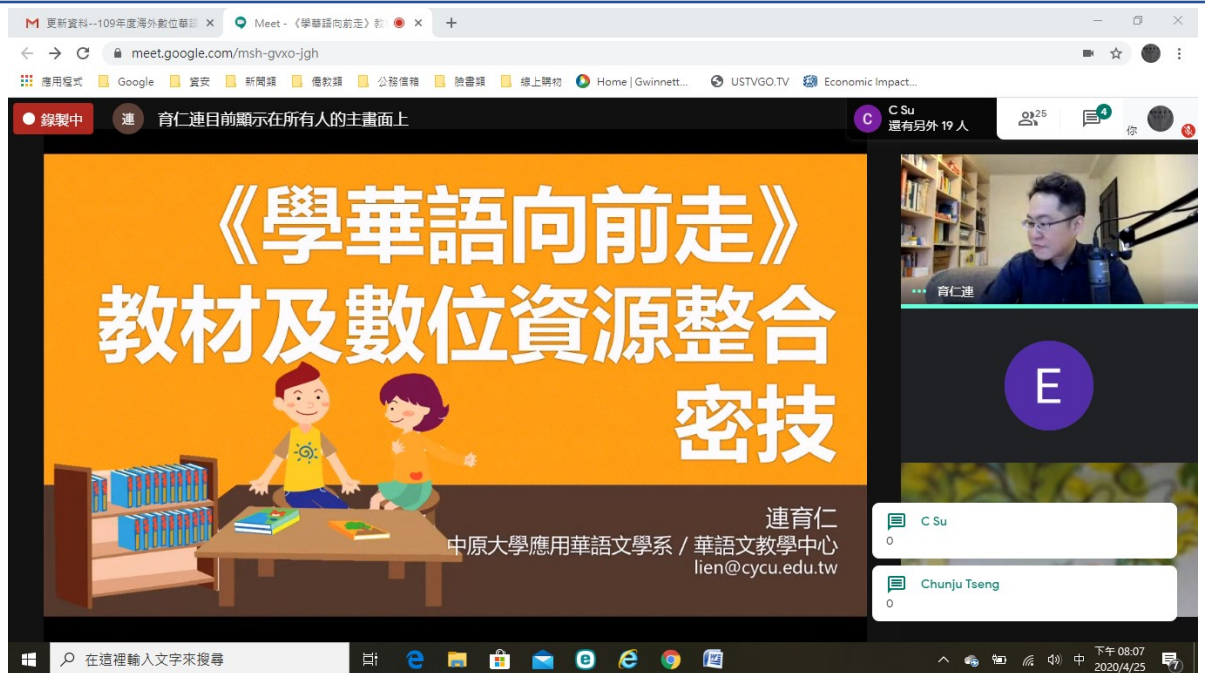 更新資料--109年度海外數位華語
Meet - 《學華語向前走》教
meet.google.com/msh-gvxo-jgh
應用程式 Google 資安 新聞類 僑教類 公務信箱 臉書類 線上購物 Home | Gwinnett... USTVGO.TV Economic Impact...
錄製中 連 育仁連目前顯示在所有人的主畫面上
C C Su
還有另外 19 人
25 4 你
《學華語向前走》
教材及數位資源整合
密技
連育仁
中原大學應用華語文學系 / 華語文教學中心
lien@cycu.edu.tw
育仁連
E
C Su
0
Chunju Tseng
0
在這裡輸入文字來搜尋
中
下午 08:07
2020/4/25
7